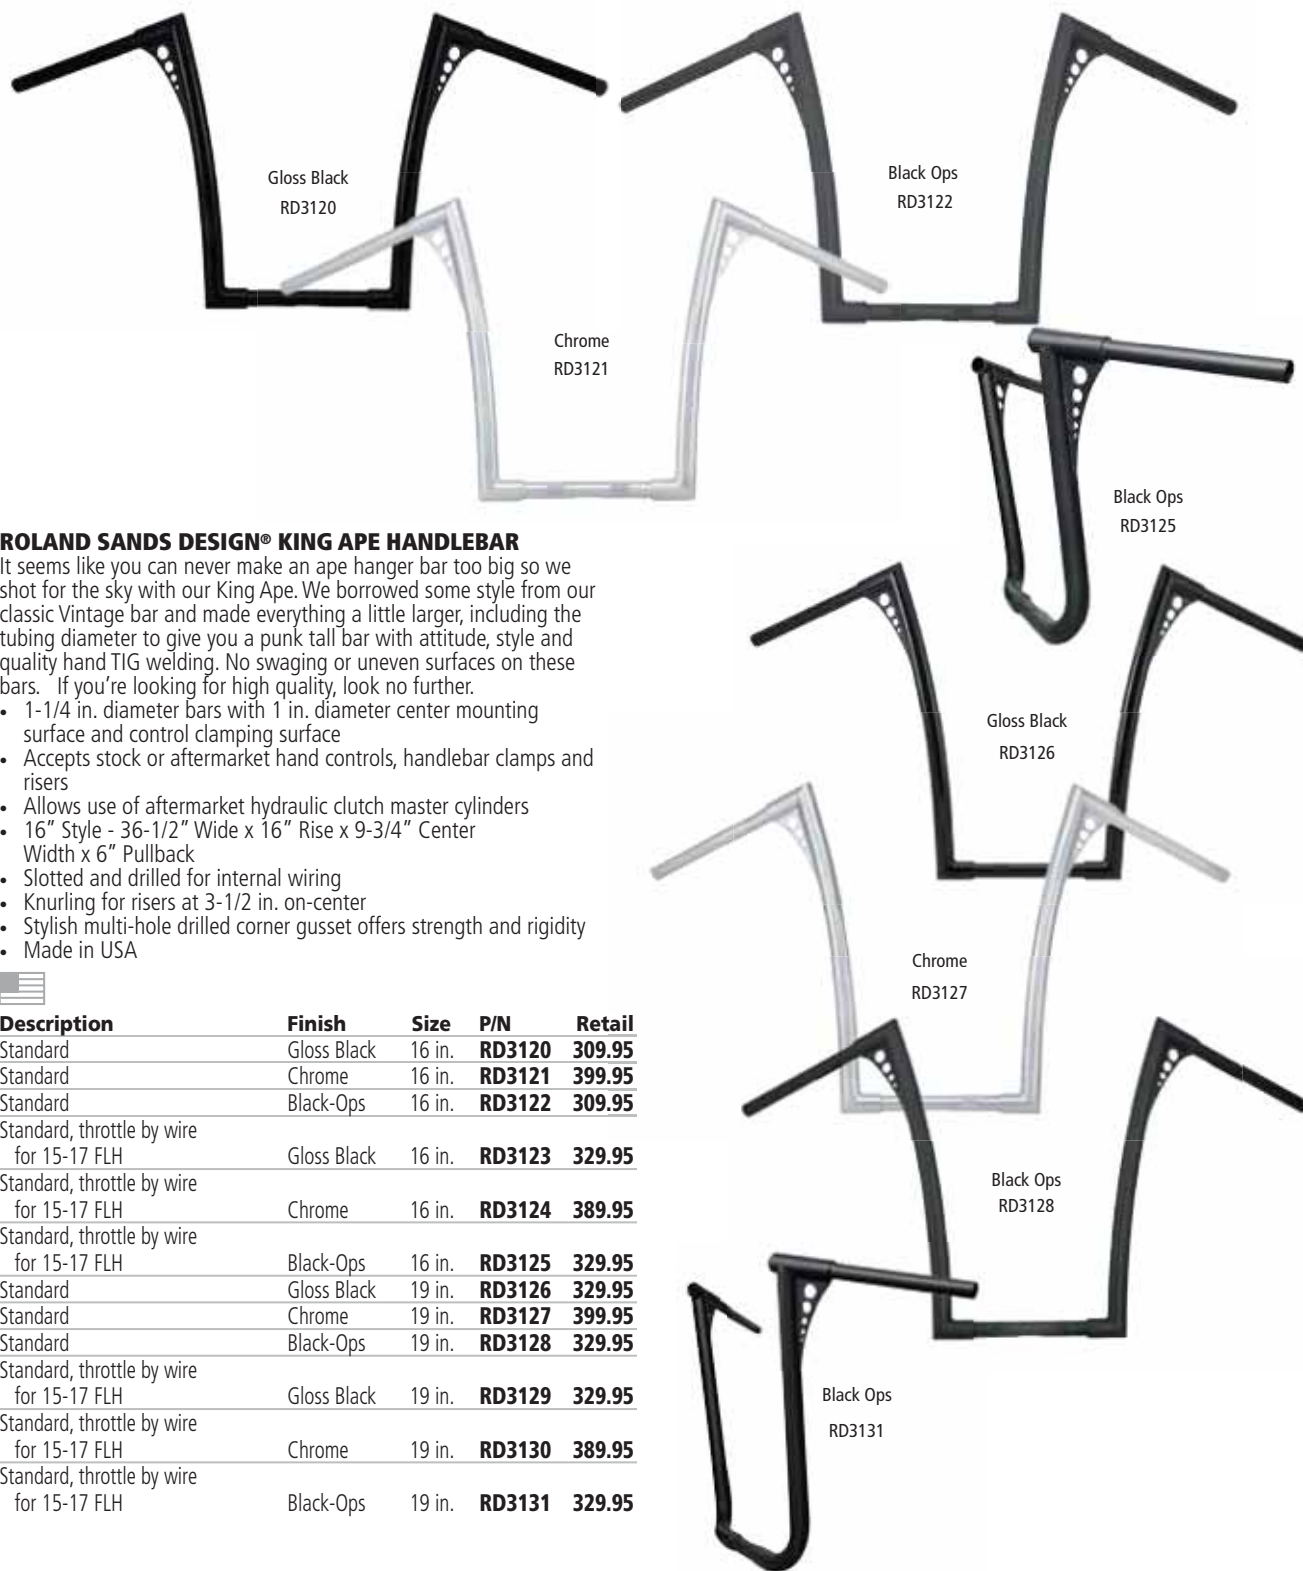 Gloss Black
RD3120
Black Ops
RD3122
Chrome
RD3121
Black Ops
RD3125
ROLAND SANDS DESIGN® KING APE HANDLEBAR
It seems like you can never make an ape hanger bar too big so we
shot for the sky with our King Ape. We borrowed some style from our
classic Vintage bar and made everything a little larger, including the
tubing diameter to give you a punk tall bar with attitude, style and
quality hand TIG welding. No swaging or uneven surfaces on these
bars.   If you’re looking for high quality, look no further.
• 1-1/4 in. diameter bars with 1 in. diameter center mounting
surface and control clamping surface
• Accepts stock or aftermarket hand controls, handlebar clamps and
risers
• Allows use of aftermarket hydraulic clutch master cylinders
• 16” Style - 36-1/2” Wide x 16” Rise x 9-3/4” Center
Width x 6” Pullback
• Slotted and drilled for internal wiring
• Knurling for risers at 3-1/2 in. on-center
• Stylish multi-hole drilled corner gusset offers strength and rigidity
• Made in USA
Gloss Black
RD3126
Chrome
RD3127
Black Ops
RD3128
Black Ops
RD3131
Description Finish Size P/N Retail
Standard Gloss Black 16 in. RD3120 309.95
Standard Chrome 16 in. RD3121 399.95
Standard Black-Ops 16 in. RD3122 309.95
Standard, throttle by wire
for 15-17 FLH Gloss Black 16 in. RD3123 329.95
Standard, throttle by wire
for 15-17 FLH Chrome 16 in. RD3124 389.95
Standard, throttle by wire
for 15-17 FLH Black-Ops 16 in. RD3125 329.95
Standard Gloss Black 19 in. RD3126 329.95
Standard Chrome 19 in. RD3127 399.95
Standard Black-Ops 19 in. RD3128 329.95
Standard, throttle by wire
for 15-17 FLH Gloss Black 19 in. RD3129 329.95
Standard, throttle by wire
for 15-17 FLH Chrome 19 in. RD3130 389.95
Standard, throttle by wire
for 15-17 FLH Black-Ops 19 in. RD3131 329.95